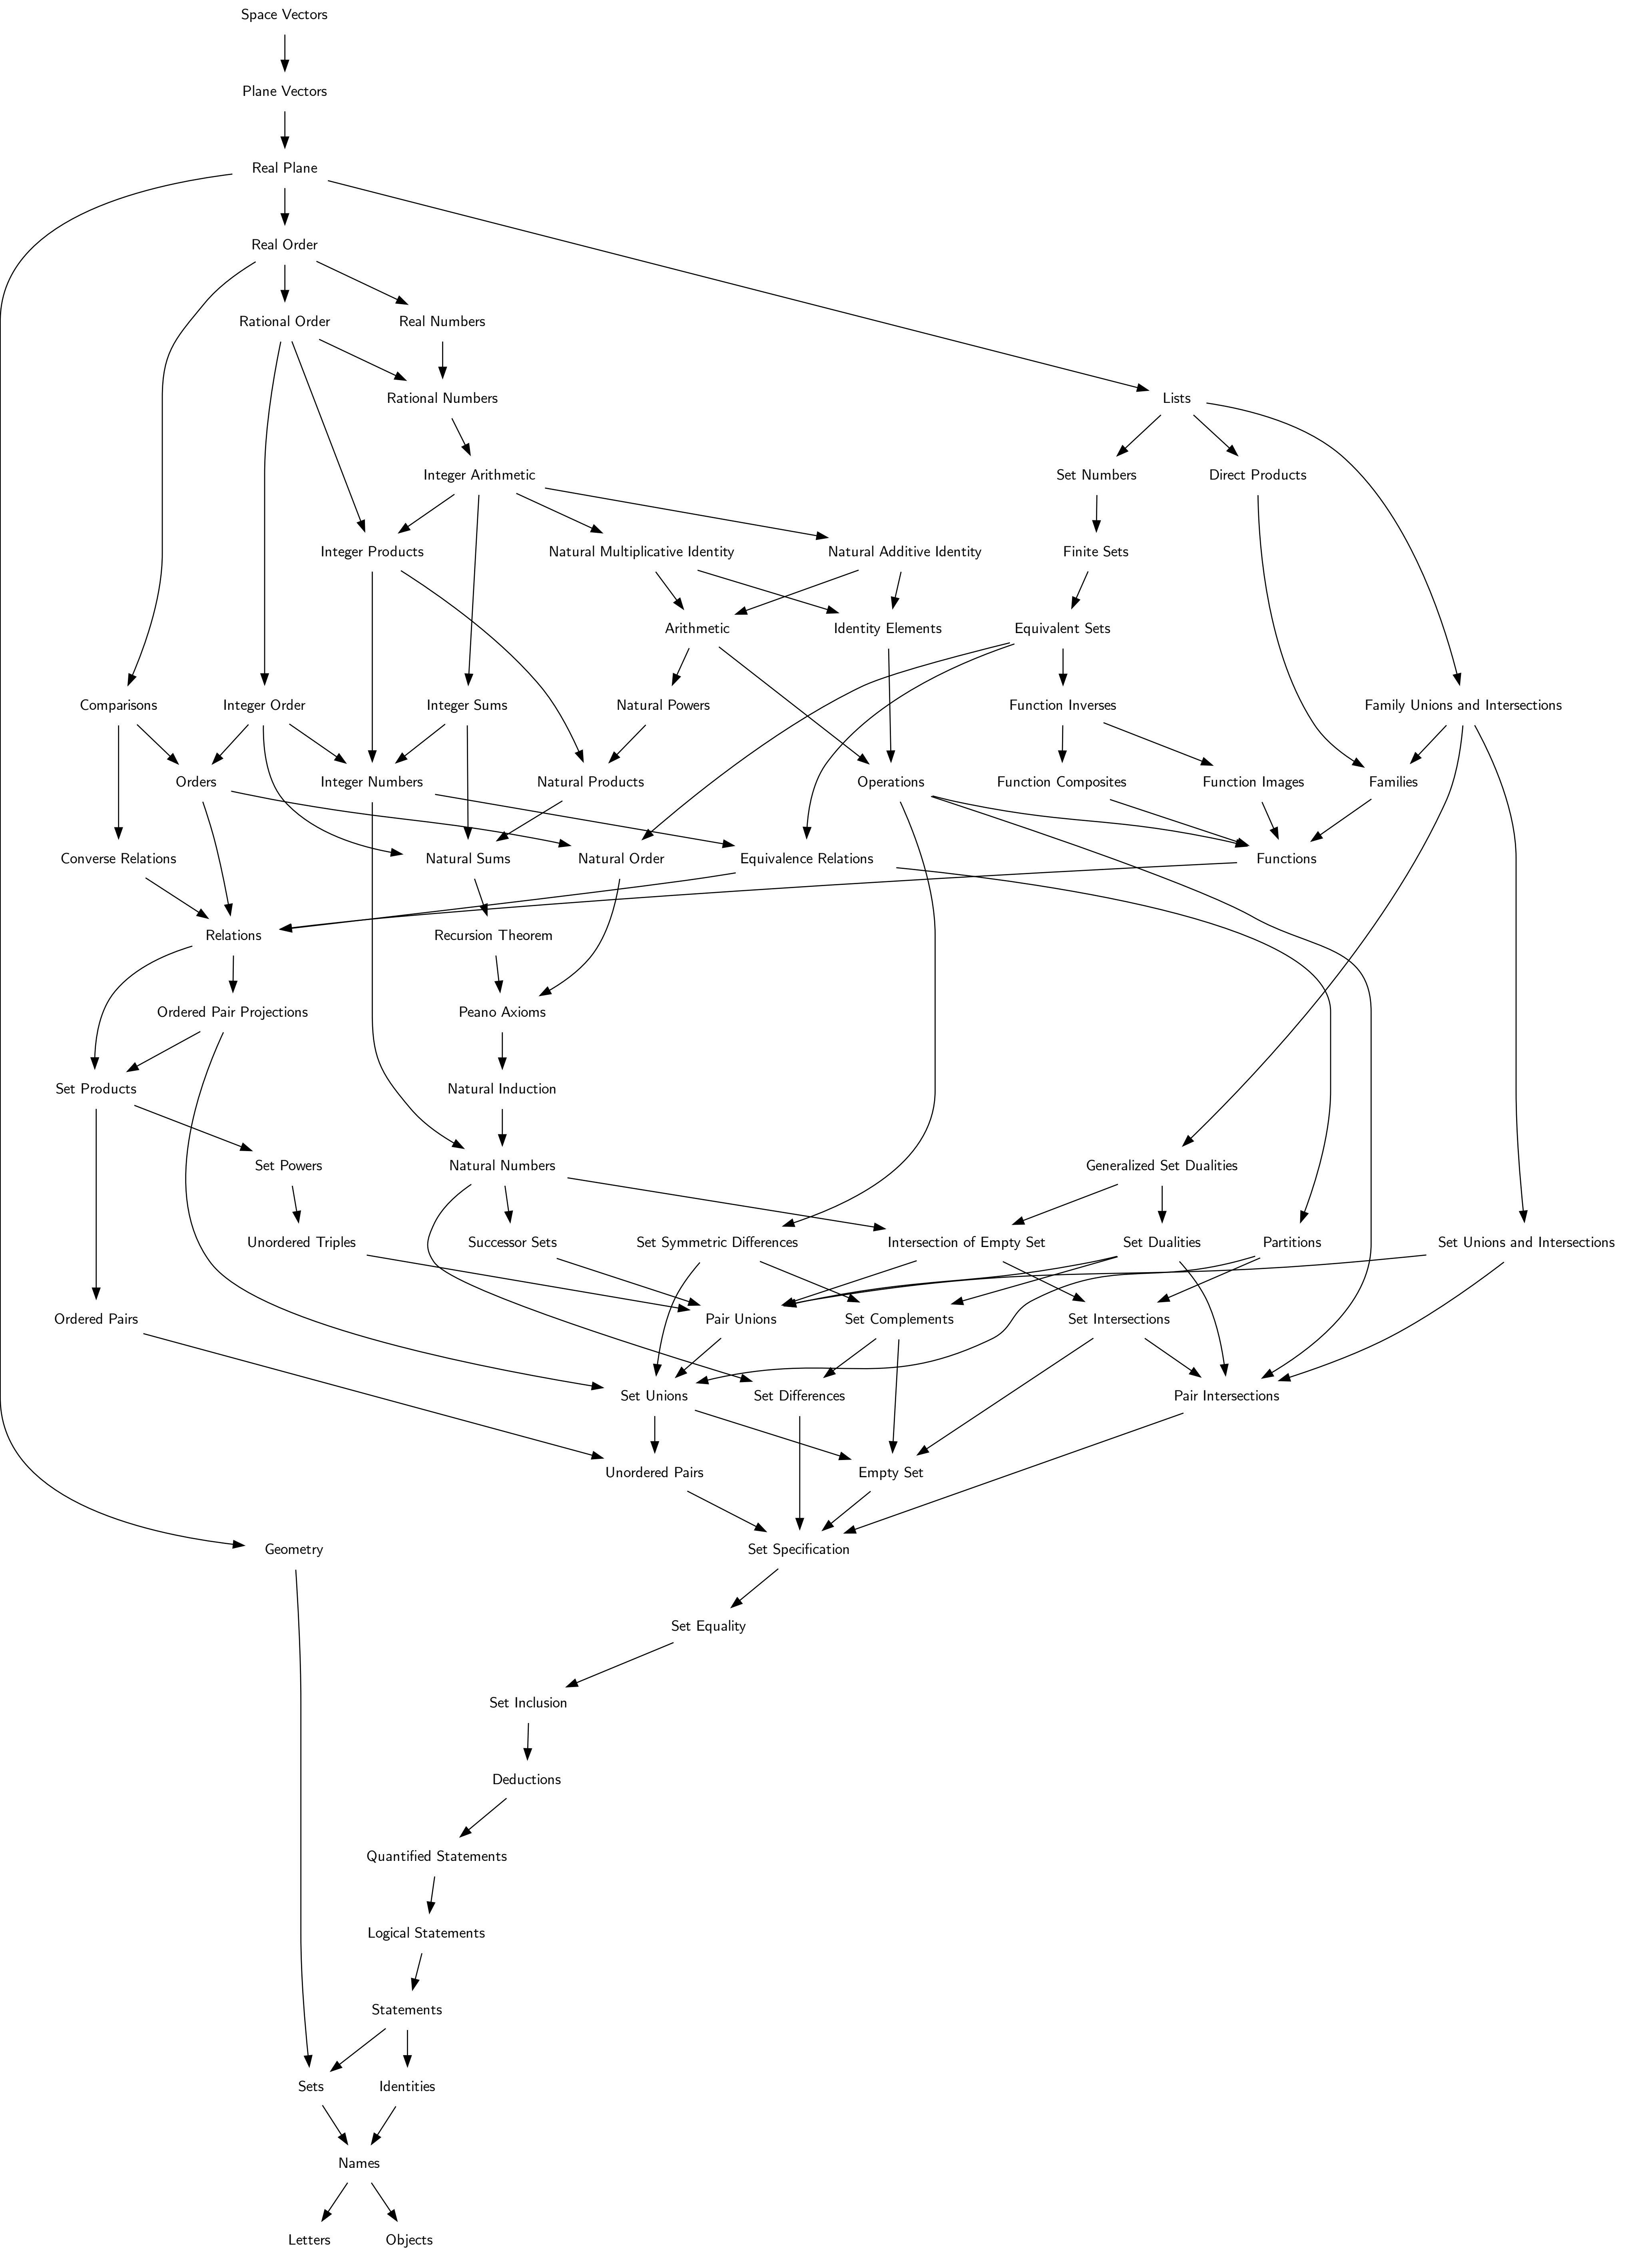 Space Vectors
Plane Vectors
Real Plane
Real Order
Rational Order
Real Numbers
Rational Numbers
Lists
Integer Arithmetic
Set Numbers
Direct Products
Integer Products
Natural Multiplicative Identity
Natural Additive Identity
Finite Sets
Arithmetic
Identity Elements
Equivalent Sets
Comparisons
Integer Order
Integer Sums
Natural Powers
Function Inverses
Family Unions and Intersections
Orders
Integer Numbers
Natural Products
Operations
Function Composites
Function Images
Families
Converse Relations
Natural Sums
Natural Order
Equivalence Relations
Functions
Relations
Recursion Theorem
Ordered Pair Projections
Peano Axioms
Set Products
Natural Induction
Set Powers
Natural Numbers
Generalized Set Dualities
Unordered Triples
Successor Sets
Set Symmetric Differences
Intersection of Empty Set
Set Dualities
Partitions
Set Unions and Intersections
Ordered Pairs
Pair Unions
Set Complements
Set Intersections
Set Unions
Set Differences
Pair Intersections
Unordered Pairs
Empty Set
Geometry
Set Specification
Set Equality
Set Inclusion
Deductions
Quantified Statements
Logical Statements
Statements
Sets
Identities
Names
Letters
Objects